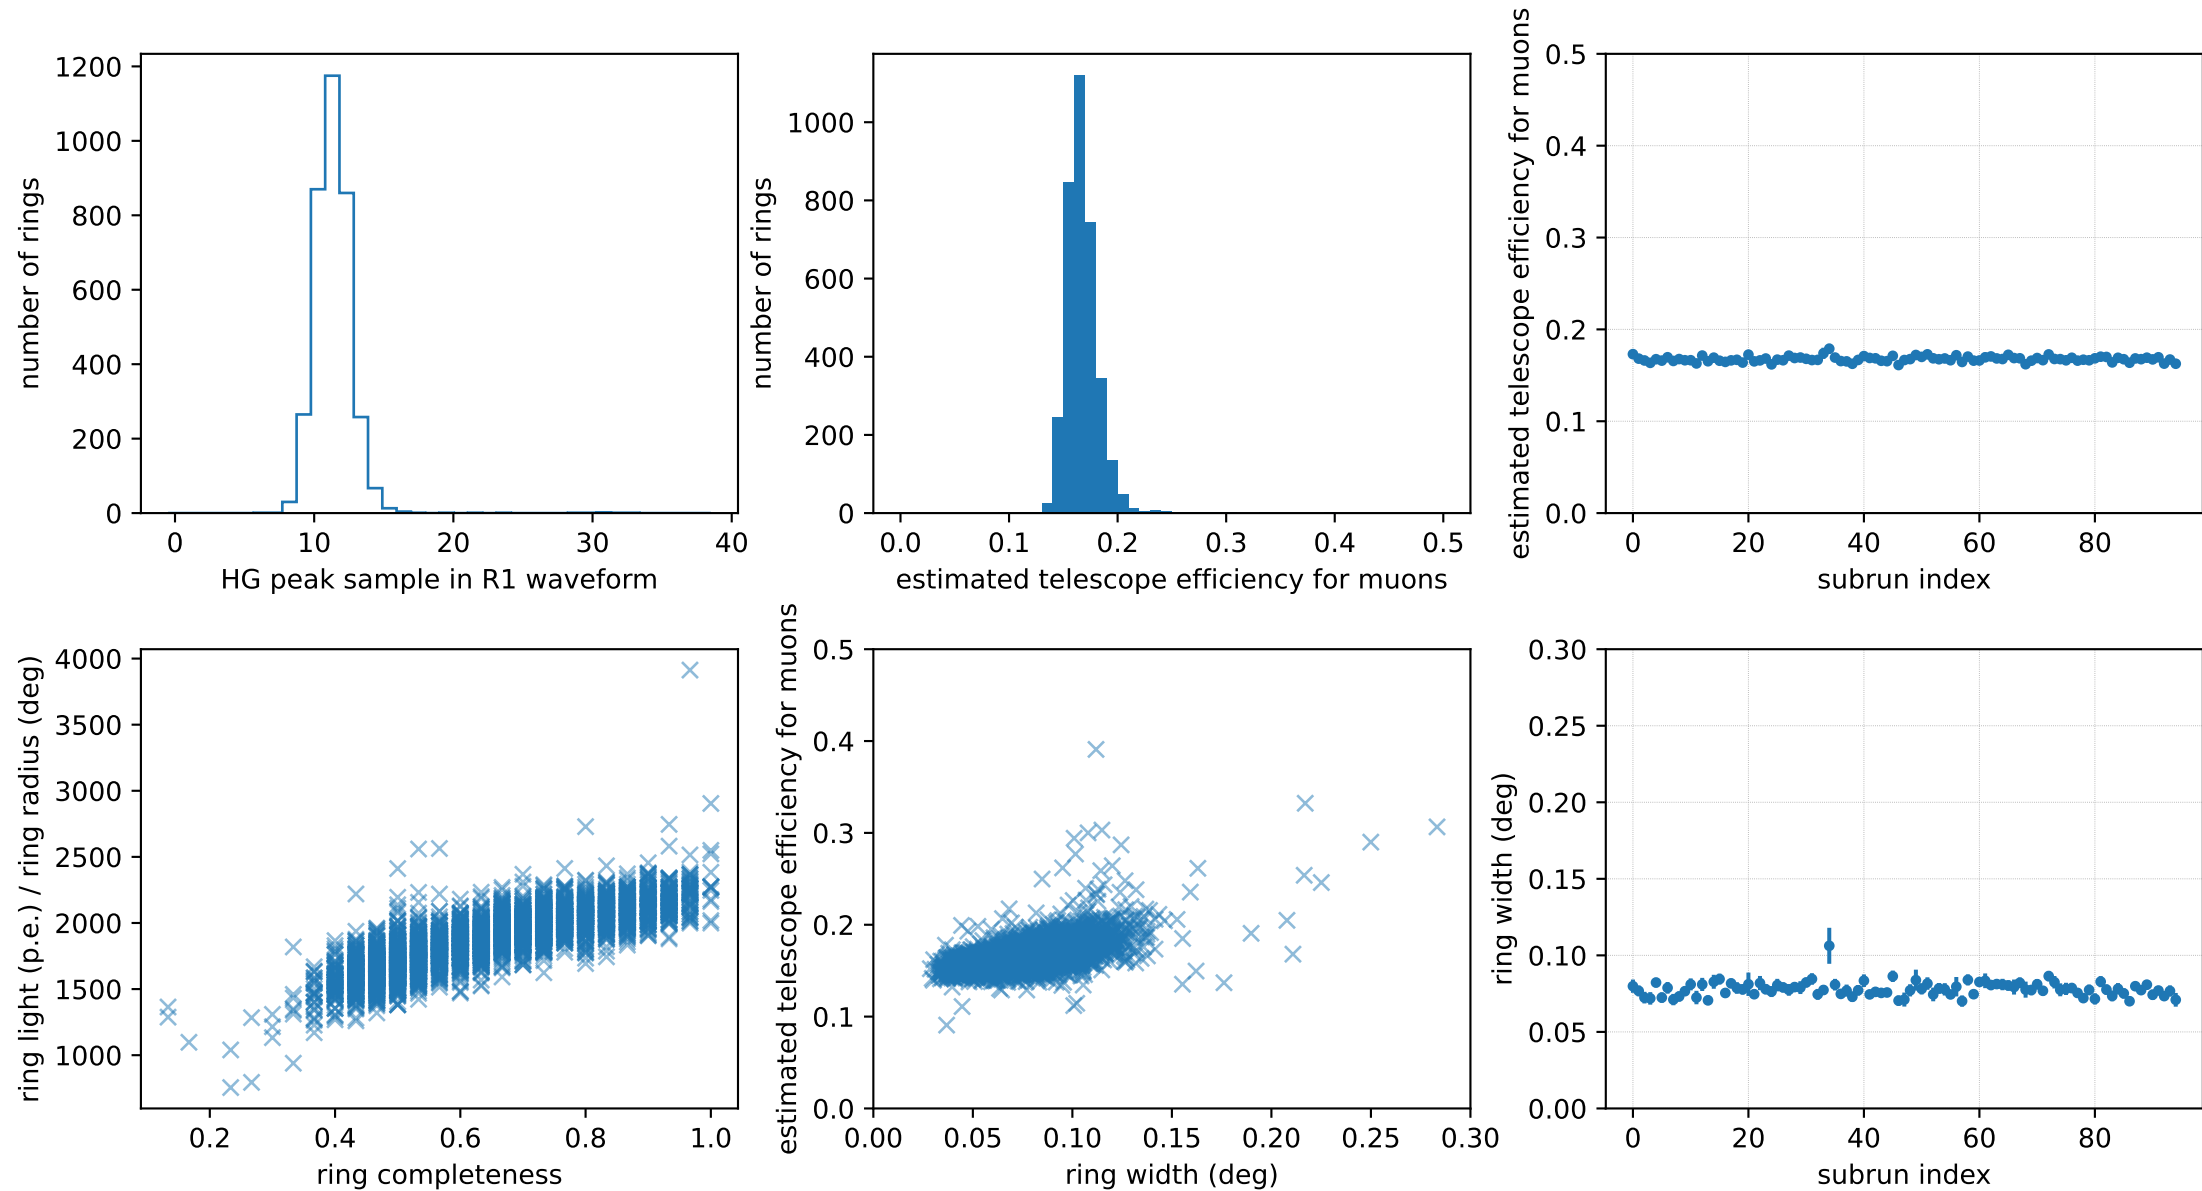 number of rings
1200
1000
800
600
400
200
0
0 10 20 30 40
HG peak sample in R1 waveform
number of rings
1000
800
600
400
200
0
0.0 0.1 0.2 0.3 0.4 0.5
estimated telescope efficiency for muons
estimated telescope efficiency for muons
0.5
0.4
0.3
0.2
0.1
0.0
0 20 40 60 80
subrun index
ring light (p.e.) / ring radius (deg)
4000
3500
3000
2500
2000
1500
1000
0.2 0.4 0.6 0.8 1.0
ring completeness
estimated telescope efficiency for muons
0.5
0.4
0.3
0.2
0.1
0.0
0.00 0.05 0.10 0.15 0.20 0.25 0.30
ring width (deg)
ring width (deg)
0.30
0.25
0.20
0.15
0.10
0.05
0.00
0 20 40 60 80
subrun index